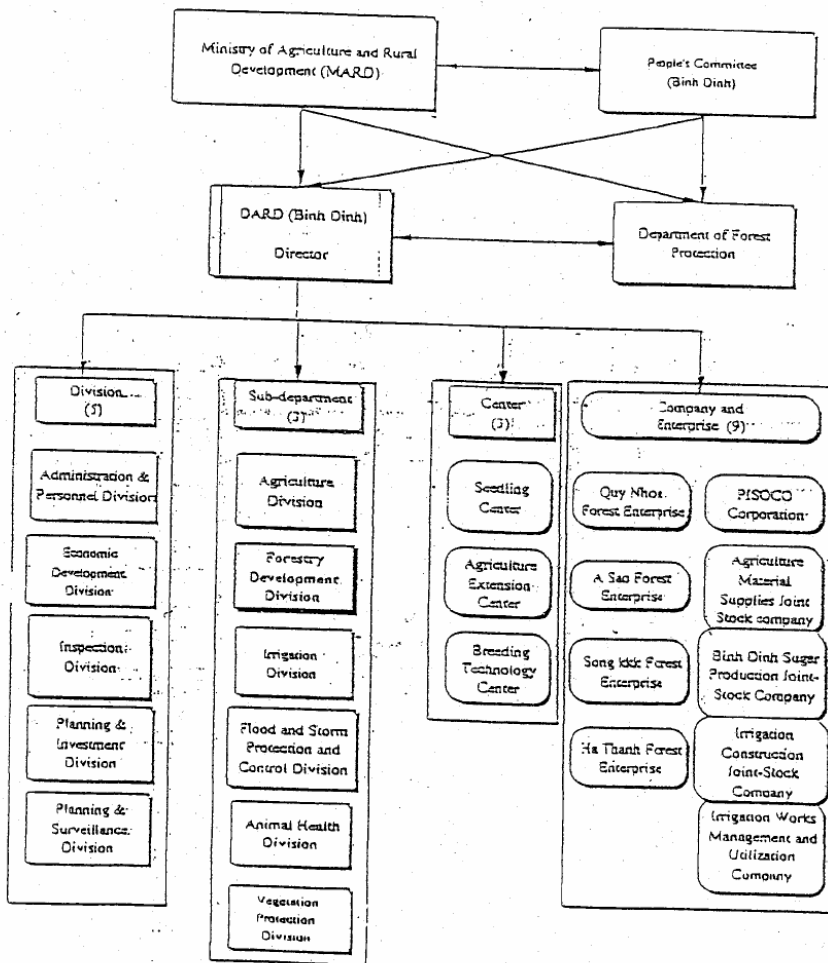 Ministry of Agriculture and Rural
Development (MARD)
People's Committee
(Binh Dinh)
DARD (Binh Dinh)
Director
Department of Forest
Protection
Division
(5)
Administration &
Personnel Division
Economic
Development
Division
Inspection
Division
Planning &
Investment
Division
Planning &
Surveillance
Division
Sub-department
Agriculture
Division
Forestry
Development
Division
Irrigation
Division
Flood and Storm
Protection and
Control Division
Animal Health
Division
Vegetation
Protection
Division
Center
(3)
Seedling
Center
Agriculture
Extension
Center
Breeding
Technology
Center
Company and
Enterprise (9)
Quy Nhon
Forest Enterprise
A Sao Forest
Enterprise
Song Forest
Enterprise
Ha Thanh Forest
Enterprise
PISOCO
Corporation
Agriculture
Material
Supplies Joint
Stock company
Binh Dinh Sugar
Production Joint-
Stock Company
Irrigation
Construction
Joint-Stock
Company
Irrigation Works
Management and
Utilization
Company